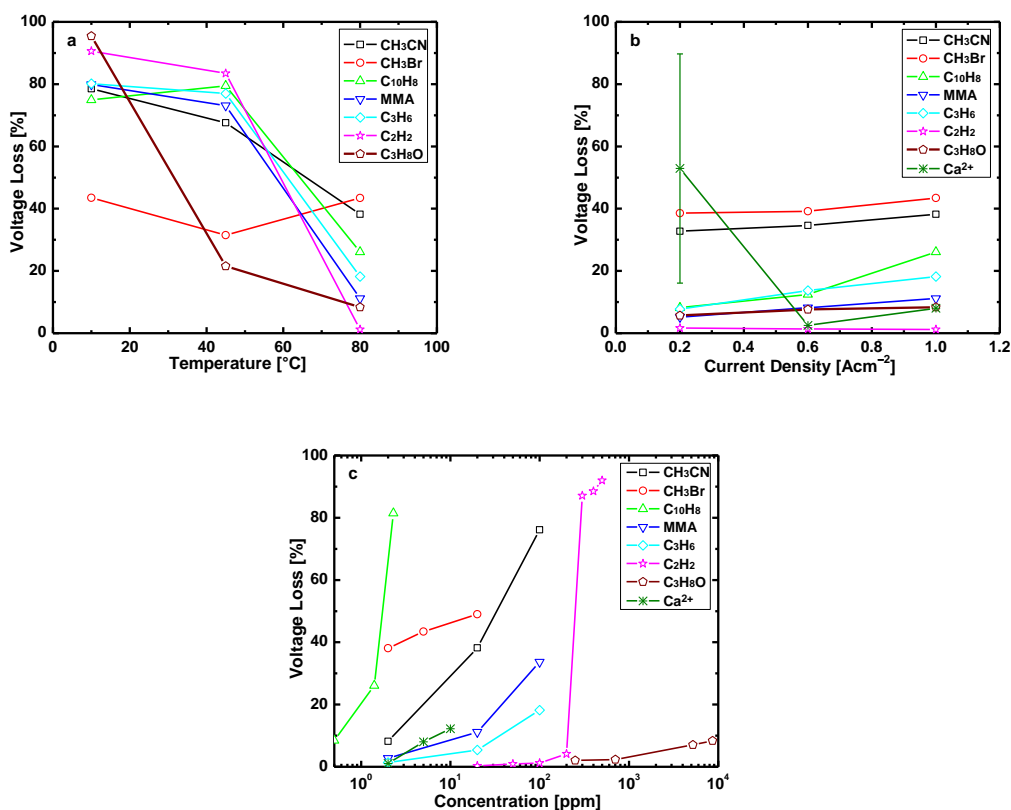 a
100
80
60
40
20
0
Voltage Loss [%]
0 20 40 60 80 100
Temperature [°C]
CH3CN
CH3Br
C10H8
MMA
C3H6
C2H2
C3H8O
b
100
80
60
40
20
0
Voltage Loss [%]
0.0 0.2 0.4 0.6 0.8 1.0 1.2
Current Density [Acm⁻²]
CH3CN
CH3Br
C10H8
MMA
C3H6
C2H2
C3H8O
Ca²⁺
c
100
80
60
40
20
0
Voltage Loss [%]
10⁰ 10¹ 10² 10³ 10⁴
Concentration [ppm]
CH3CN
CH3Br
C10H8
MMA
C3H6
C2H2
C3H8O
Ca²⁺